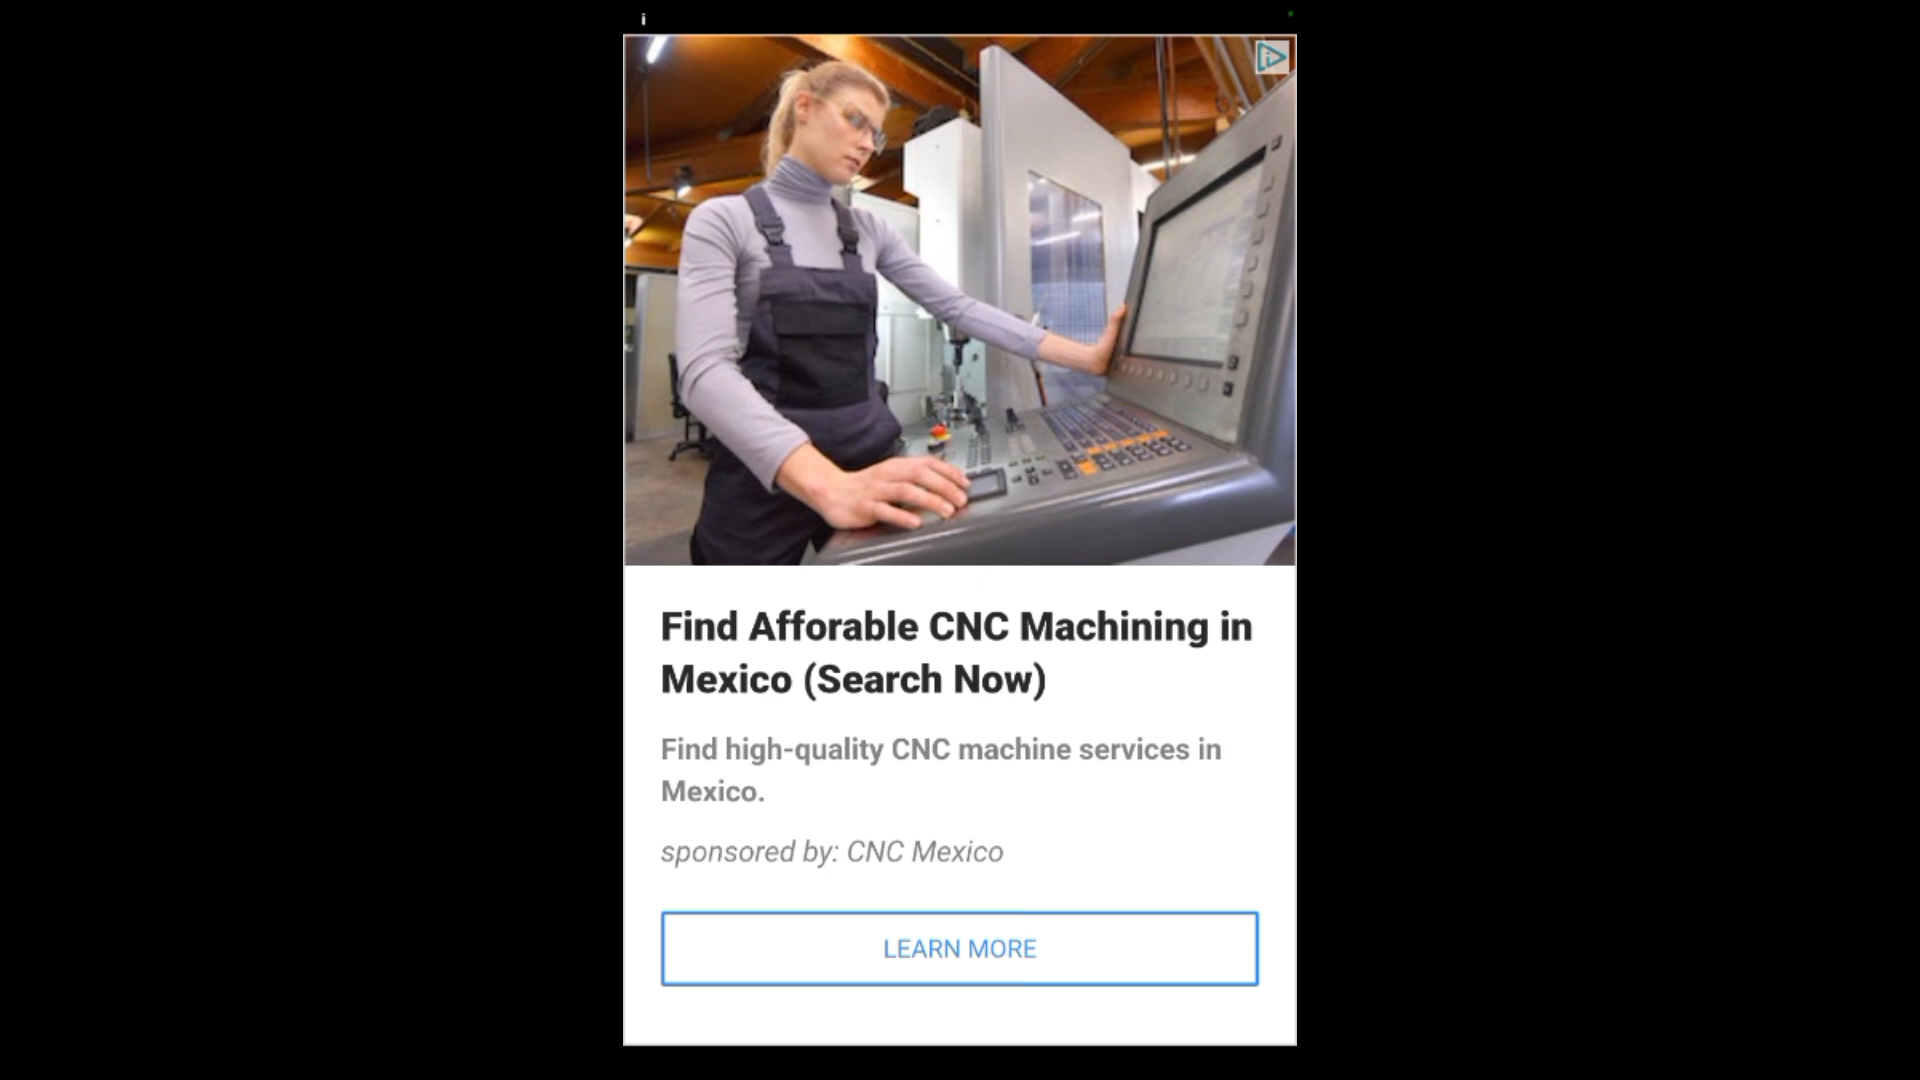 Find Afforable CNC Machining in
Mexico (Search Now)
Find high-quality CNC machine services in
Mexico.
sponsored by: CNC Mexico
LEARN MORE